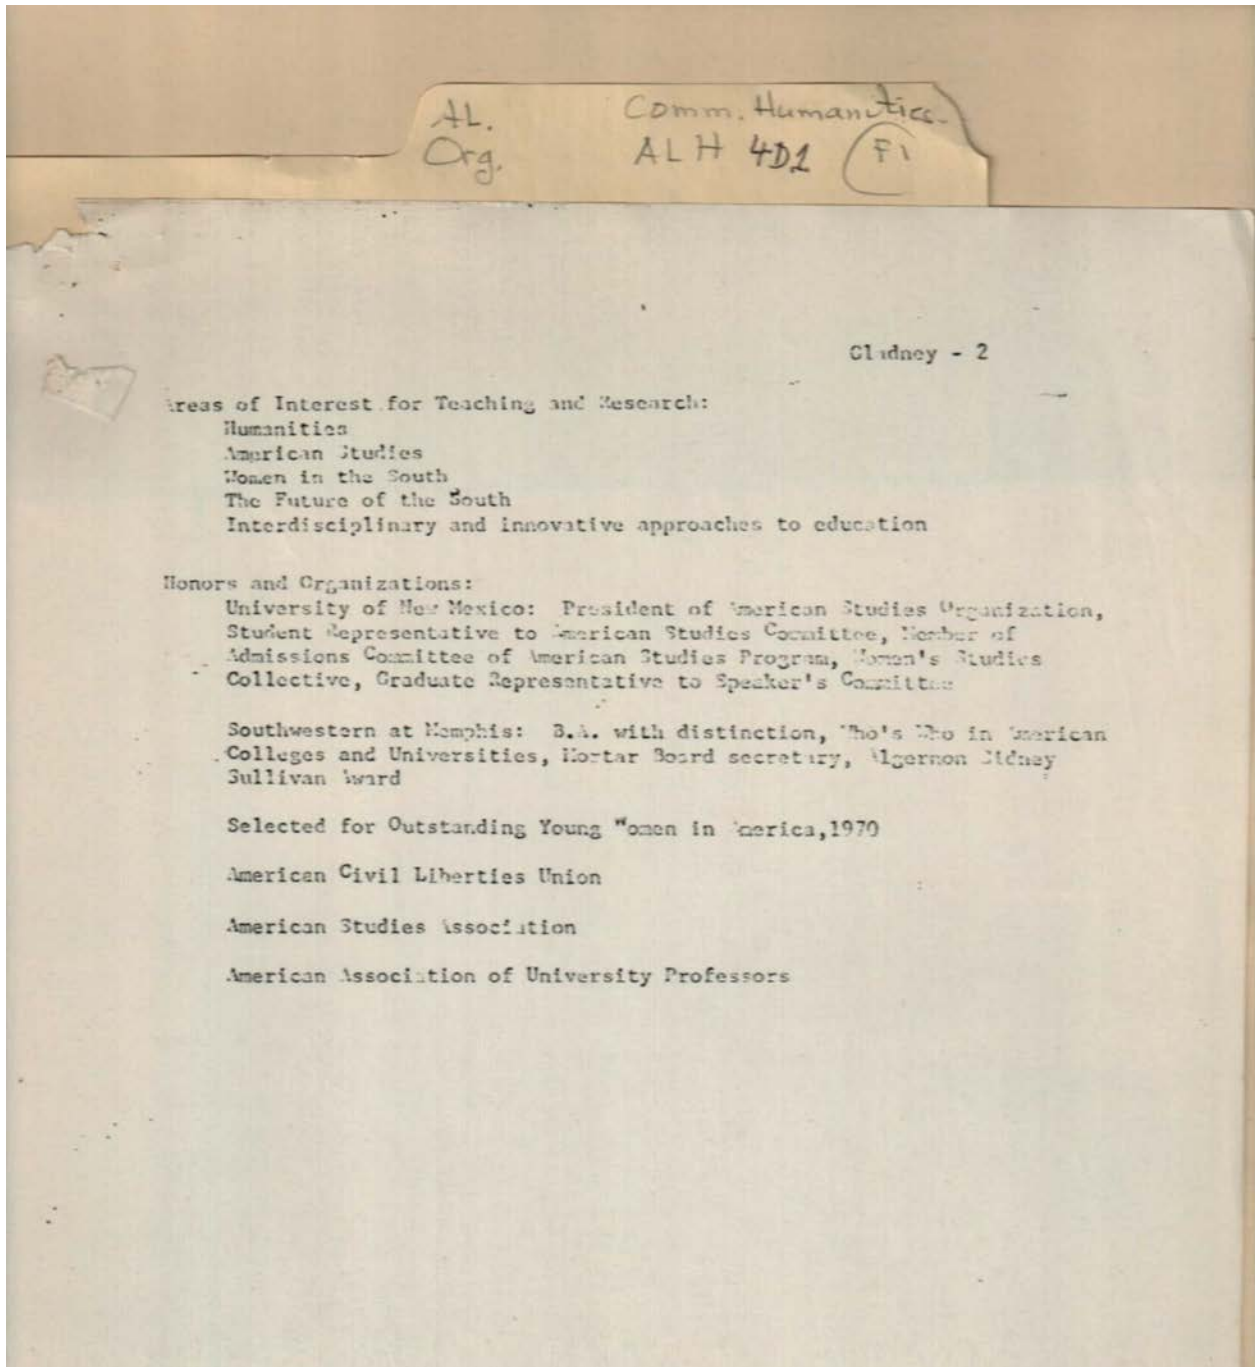 AL. Comm. Humanities.
Org. ALH 4D1 F1
Gladney - 2
Areas of Interest for Teaching and Research:
Humanities
American Studies
Women in the South
The Future of the South
Interdisciplinary and innovative approaches to education
Honors and Organizations:
University of New Mexico: President of American Studies Organization,
Student Representative to American Studies Committee, Member of
Admissions Committee of American Studies Program, Women's Studies
Collective, Graduate Representative to Speaker's Committee
Southwestern at Memphis: B.A. with distinction, Who's Who in American
Colleges and Universities, Mortar Board secretary, Algernon Sidney
Sullivan Award
Selected for Outstanding Young Women in America,1970
American Civil Liberties Union
American Studies Association
American Association of University Professors